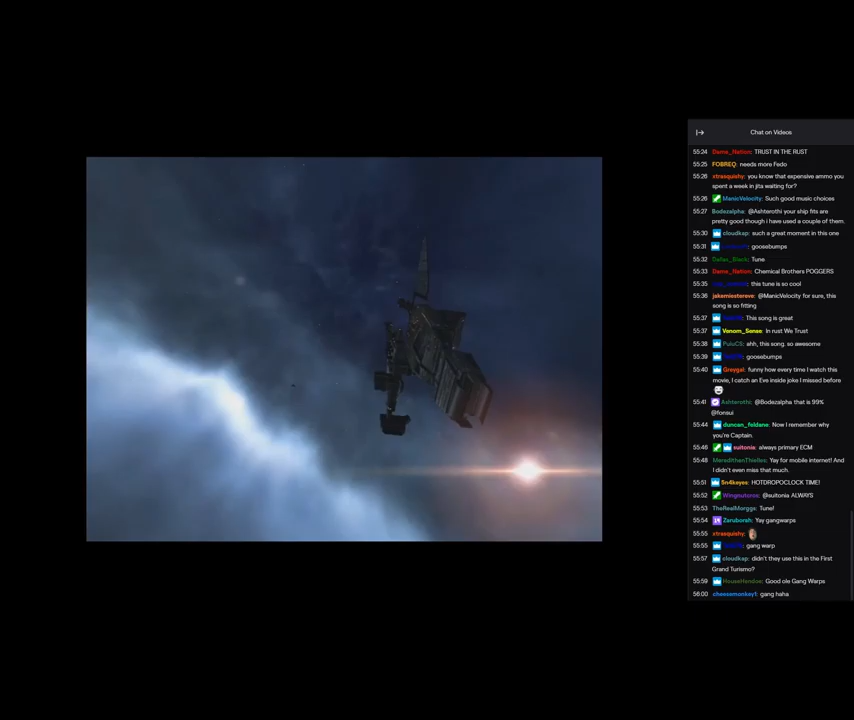 Chat on Videos
55:24 Dama_Nation: TRUST IN THE RUST
55:25 FOBREQ: needs more Fedo
55:26 xtrasquishy: you know that expensive ammo you
spent a week in jita waiting for?
55:26 ManicVelocity: Such good music choices
55:27 Bodezalpha: @Ashterothi your ship fits are
pretty good though i have used a couple of them.
55:30 cloudkap: such a great moment in this one
55:31 : goosebumps
55:32 Dallas_Black: Tune
55:33 Dama_Nation: Chemical Brothers POGGERS
55:35 : this tune is so cool
55:36 jakemiestereve: @ManicVelocity for sure, this
song is so fitting
55:37 : This song is great
55:37 Venom_Sense: In rust We Trust
55:38 PuiuCS: ahh, this song. so awesome
55:39 : goosebumps
55:40 Greygal: funny how every time I watch this
movie, I catch an Eve inside joke I missed before
55:41 Ashterothi: @Bodezalpha that is 99%
@fonsui
55:44 duncan_feldane: Now I remember why
you're Captain.
55:46 suitonia: always primary ECM
55:48 MeredithenThielles: Yay for mobile internet! And
I didn't even miss that much.
55:51 5n4keyes: HOTDROPOCLOCK TIME!
55:52 Wingnutoros: @suitonia ALWAYS
55:53 TheRealMorggs: Tune!
55:54 Zaruborah: Yay gangwarps
55:55 xtrasquishy:
55:55 : gang warp
55:57 cloudkap: didn't they use this in the First
Grand Turismo?
55:59 : Good ole Gang Warps
56:00 cheesemonkey1: gang haha